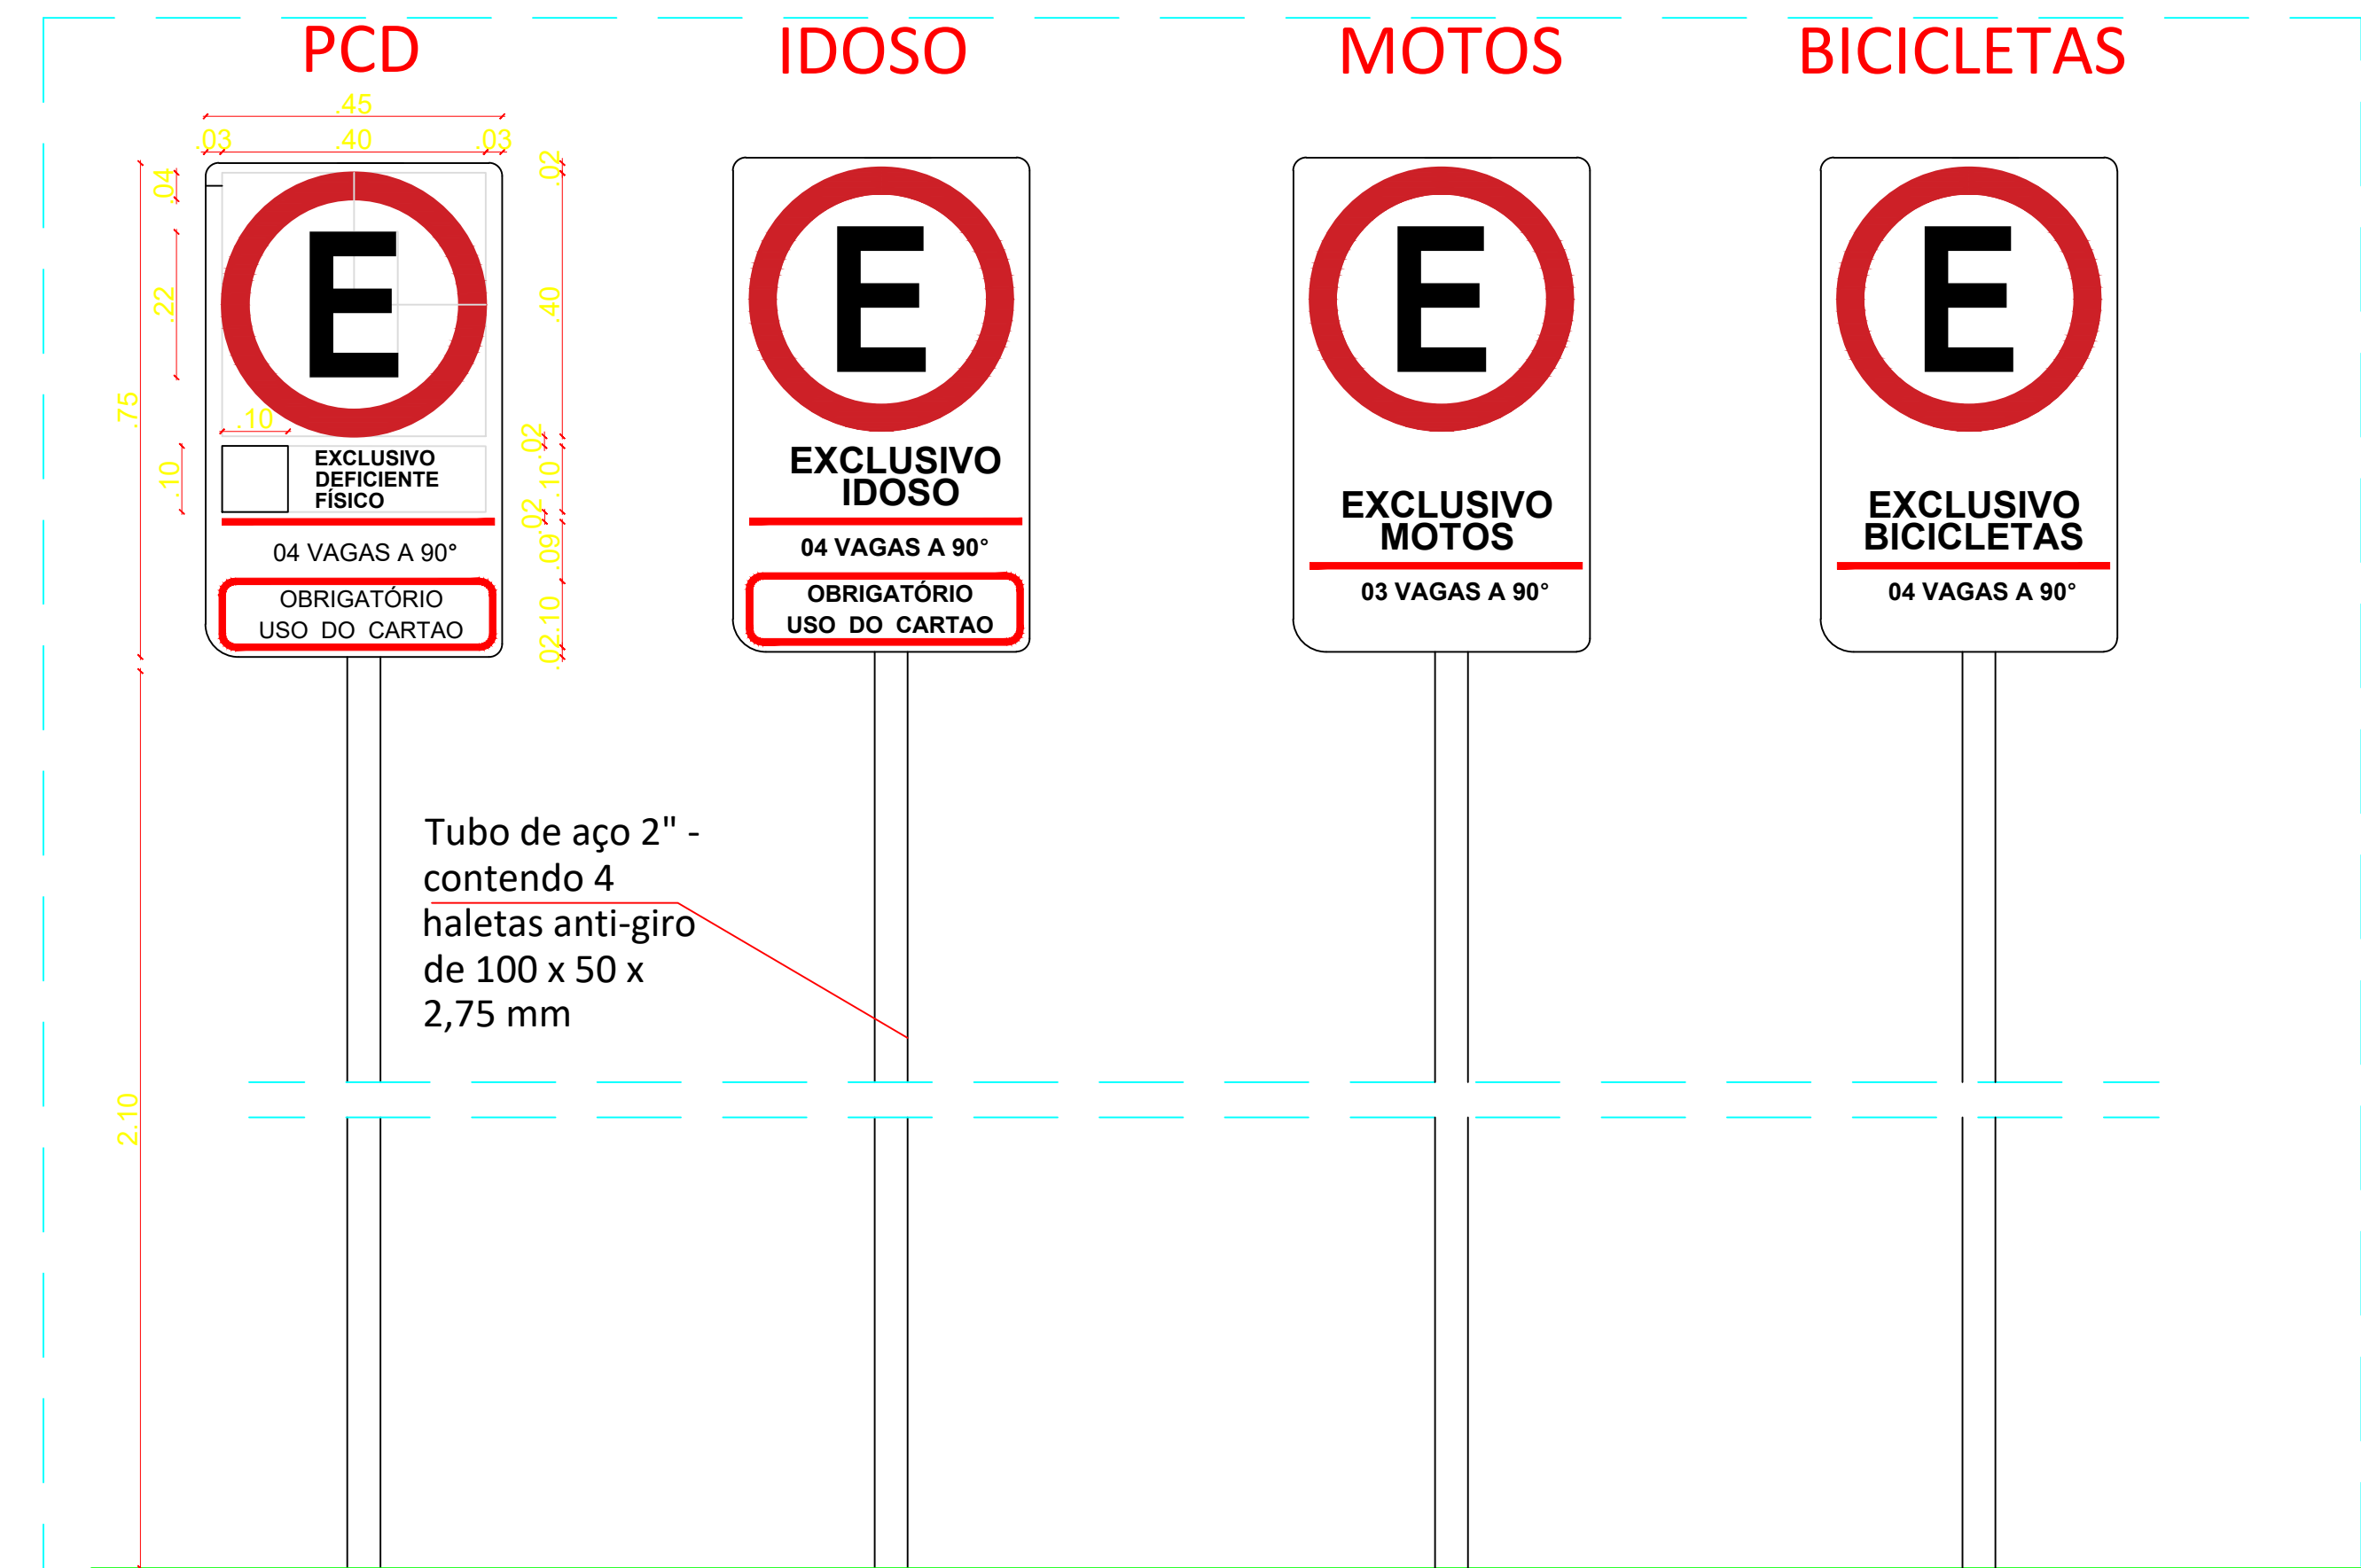 PCD
IDOSO
MOTOS
BICICLETAS
.45
.03
.40
.03
.04
.22
.75
.10
.10
.02
.40
.02
.10
.02
.09
.10
.02
2.10
E
EXCLUSIVO
DEFICIENTE
FÍSICO
04 VAGAS A 90°
OBRIGATÓRIO
USO DO CARTAO
E
EXCLUSIVO
IDOSO
04 VAGAS A 90°
OBRIGATÓRIO
USO DO CARTAO
E
EXCLUSIVO
MOTOS
03 VAGAS A 90°
E
EXCLUSIVO
BICICLETAS
04 VAGAS A 90°
Tubo de aço 2" -
contendo 4
haletas anti-giro
de 100 x 50 x
2,75 mm